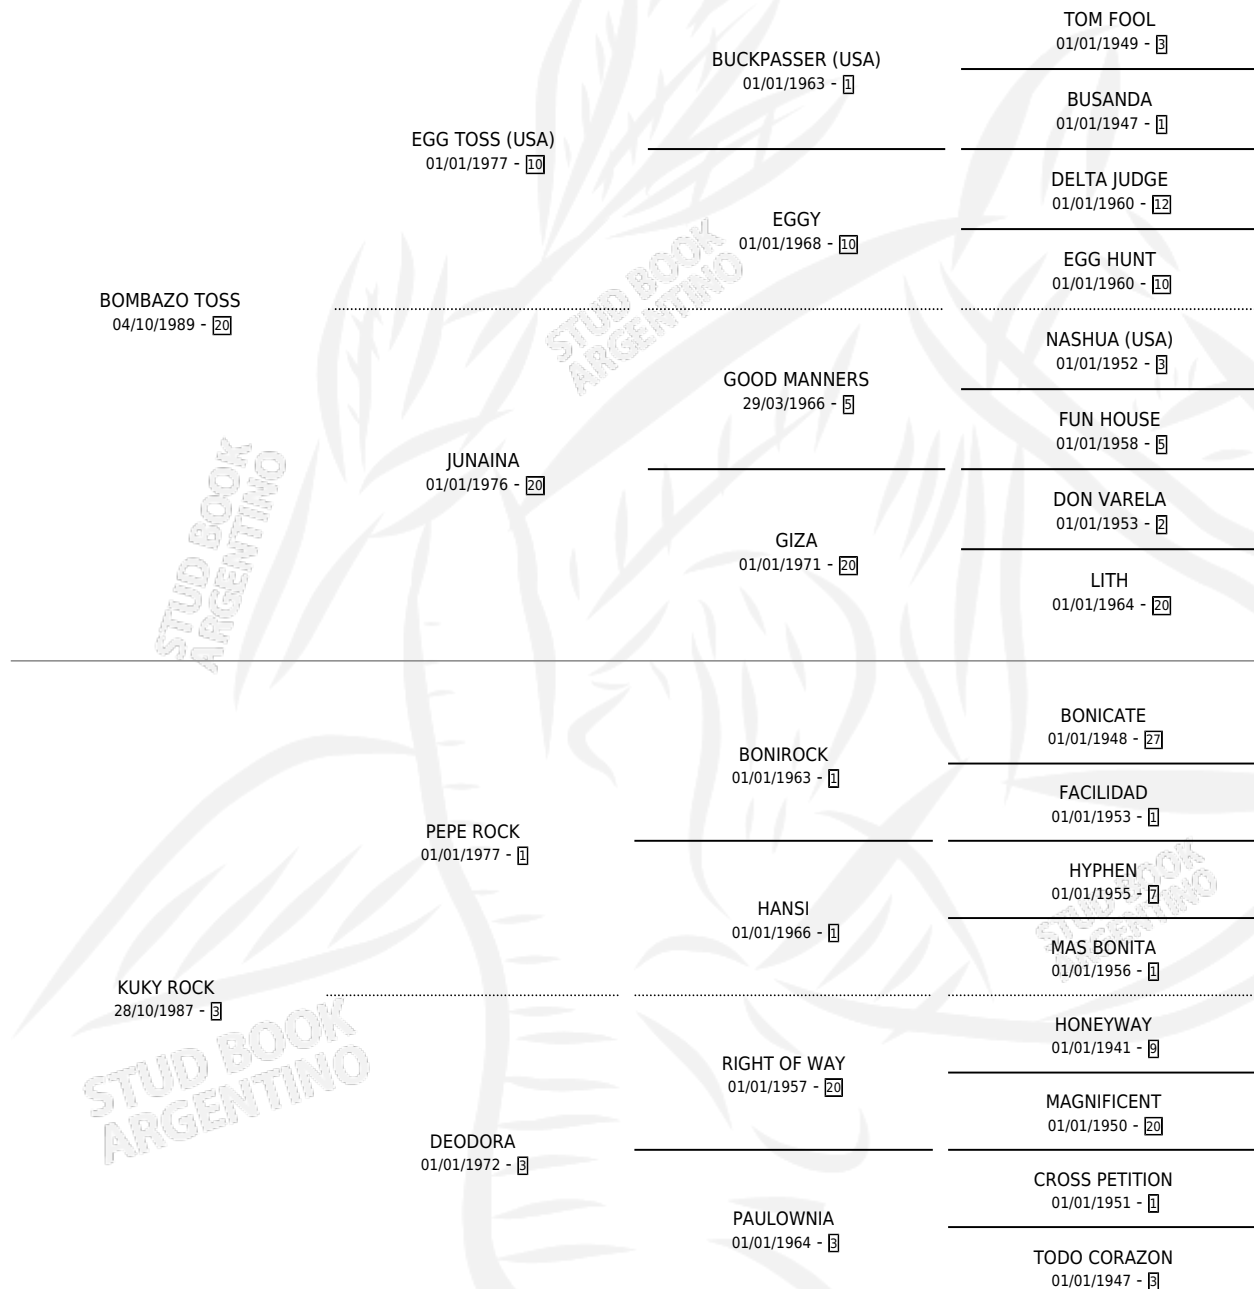 TOM FOOL
01/01/1949 - 3
BUCKPASSER (USA)
01/01/1963 - 1
BUSANDA
01/01/1947 - 1
EGG TOSS (USA)
01/01/1977 - 10
DELTA JUDGE
01/01/1960 - 12
EGGY
01/01/1968 - 10
EGG HUNT
01/01/1960 - 10
BOMBAZO TOSS
04/10/1989 - 20
NASHUA (USA)
01/01/1952 - 3
GOOD MANNERS
29/03/1966 - 5
FUN HOUSE
01/01/1958 - 5
JUNAINA
01/01/1976 - 20
DON VARELA
01/01/1953 - 2
GIZA
01/01/1971 - 20
LITH
01/01/1964 - 20
BONICATE
01/01/1948 - 27
BONIROCK
01/01/1963 - 1
FACILIDAD
01/01/1953 - 1
PEPE ROCK
01/01/1977 - 1
HYPHEN
01/01/1955 - 7
HANSI
01/01/1966 - 1
MAS BONITA
01/01/1956 - 1
KUKY ROCK
28/10/1987 - 3
HONEYWAY
01/01/1941 - 9
RIGHT OF WAY
01/01/1957 - 20
MAGNIFICENT
01/01/1950 - 20
DEODORA
01/01/1972 - 3
CROSS PETITION
01/01/1951 - 1
PAULOWNIA
01/01/1964 - 3
TODO CORAZON
01/01/1947 - 3
STUD BOOK
ARGENTINO
STUD BOOK
ARGENTINO
STUD BOOK
ARGENTINO
STUD BOOK
ARGENTINO